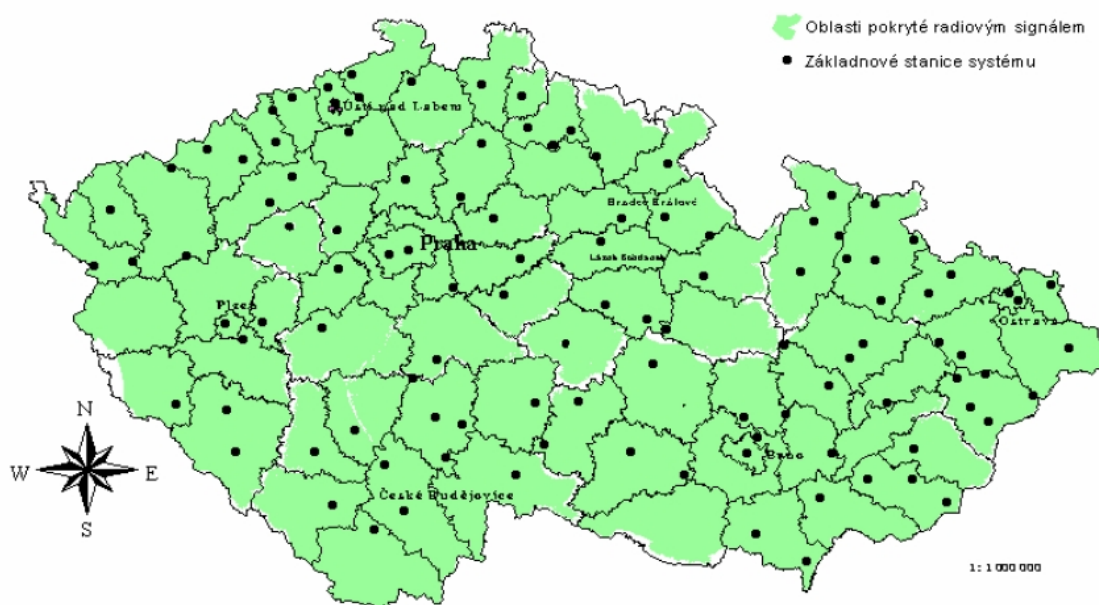 Oblasti pokryté radiovým signálem
Základnové stanice systému
Ústí nad Labem
Hradec Králové
Praha
Plzeň
Ostrava
Brno
České Budějovice
N
W
E
S
1: 1 000 000